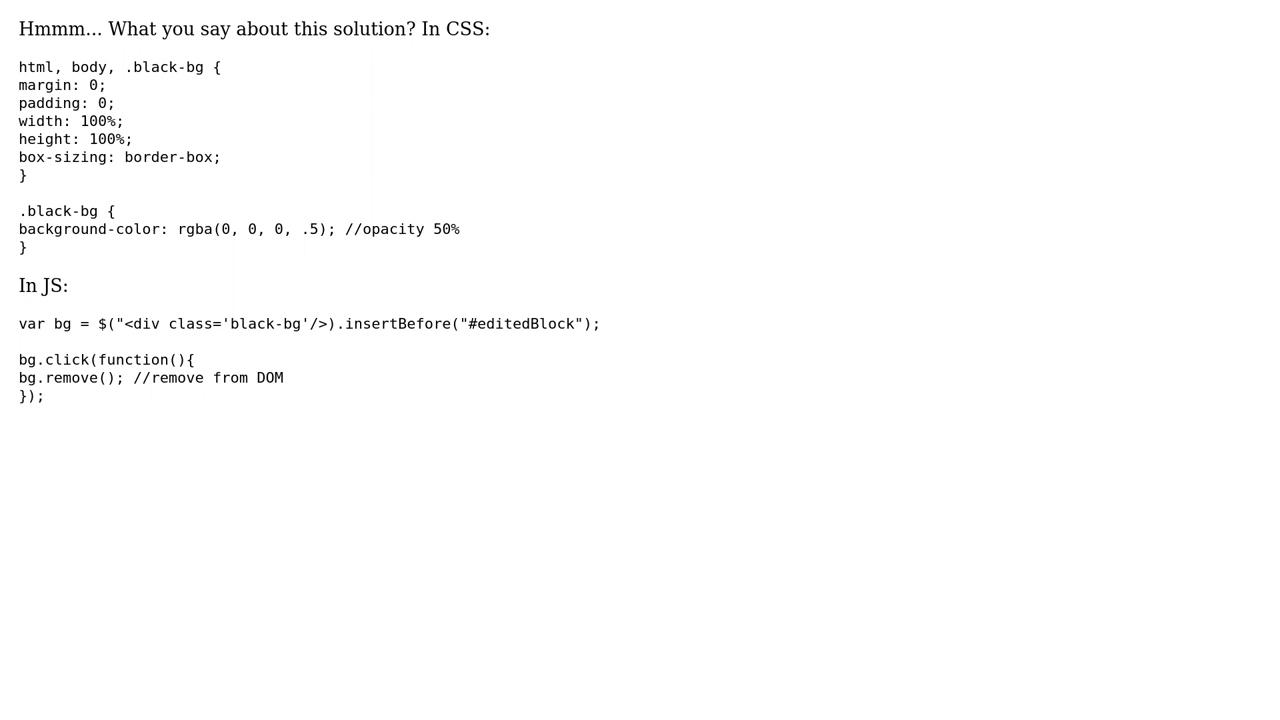 Hmmm... What you say about this solution? In CSS:
html, body, .black-bg {
margin: 0;
padding: 0;
width: 100%;
height: 100%;
box-sizing: border-box;
}
.black-bg {
background-color: rgba(0, 0, 0, .5); //opacity 50%
}
In JS:
var bg = $("<div class='black-bg'/>).insertBefore("#editedBlock");
bg.click(function(){
bg.remove(); //remove from DOM
});